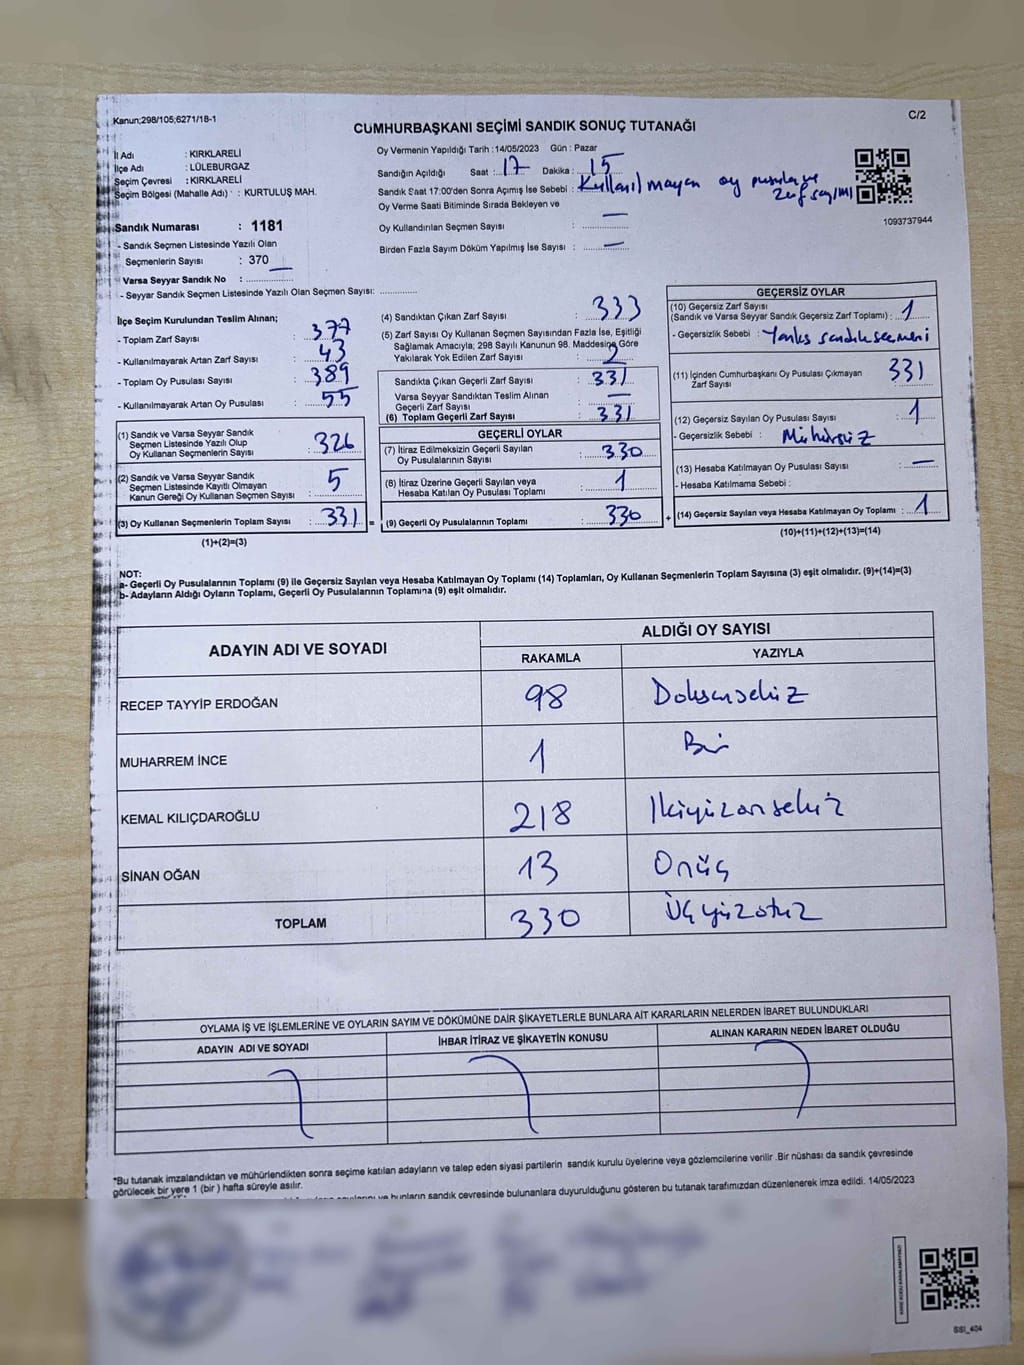 Kanun;298/105;6271/18-1
C/2
CUMHURBAŞKANI SEÇİMİ SANDIK SONUÇ TUTANAĞI
İl Adı : KIRKLARELİ
İlçe Adı : LÜLEBURGAZ
Seçim Çevresi : KIRKLARELİ
Seçim Bölgesi (Mahalle Adı) : KURTULUŞ MAH.
Sandık Numarası : 1181
- Sandık Seçmen Listesinde Yazılı Olan
Seçmenlerin Sayısı : 370
Varsa Seyyar Sandık No : —
- Seyyar Sandık Seçmen Listesinde Yazılı Olan Seçmen Sayısı: ..............
Oy Vermenin Yapıldığı Tarih :14/05/2023 Gün : Pazar
Sandığın Açıldığı Saat : 17 Dakika : 15
Sandık Saat 17:00'den Sonra Açımış İse Sebebi : Kullanılmayan oy pusula ve
zarf sayımı
Oy Verme Saati Bitiminde Sırada Bekleyen ve
Oy Kullandırılan Seçmen Sayısı : —
Birden Fazla Sayım Döküm Yapılmış İse Sayısı : —
1093737944
İlçe Seçim Kurulundan Teslim Alınan;
- Toplam Zarf Sayısı : 377
- Kullanılmayarak Artan Zarf Sayısı : 43
- Toplam Oy Pusulası Sayısı : 389
- Kullanılmayarak Artan Oy Pusulası : 55
(1) Sandık ve Varsa Seyyar Sandık
Seçmen Listesinde Yazılı Olup
Oy Kullanan Seçmenlerin Sayısı : 326
(2) Sandık ve Varsa Seyyar Sandık
Seçmen Listesinde Kayıtlı Olmayan
Kanun Gereği Oy Kullanan Seçmen Sayısı : 5
(3) Oy Kullanan Seçmenlerin Toplam Sayısı : 331 =
(1)+(2)=(3)
(4) Sandıktan Çıkan Zarf Sayısı : 333
(5) Zarf Sayısı Oy Kullanan Seçmen Sayısından Fazla İse, Eşitliği
Sağlamak Amacıyla; 298 Sayılı Kanunun 98. Maddesine Göre
Yakılarak Yok Edilen Zarf Sayısı : 2
Sandıkta Çıkan Geçerli Zarf Sayısı : 331
Varsa Seyyar Sandıktan Teslim Alınan
Geçerli Zarf Sayısı : —
(6) Toplam Geçerli Zarf Sayısı : 331
GEÇERLİ OYLAR
(7) İtiraz Edilmeksizin Geçerli Sayılan
Oy Pusulalarının Sayısı : 330
(8) İtiraz Üzerine Geçerli Sayılan veya
Hesaba Katılan Oy Pusulası Toplamı : 1
(9) Geçerli Oy Pusulalarının Toplamı : 330 +
GEÇERSİZ OYLAR
(10) Geçersiz Zarf Sayısı
(Sandık ve Varsa Seyyar Sandık Geçersiz Zarf Toplamı) : 1
- Geçersizlik Sebebi : Yanlış sandık seçmeni
(11) İçinden Cumhurbaşkanı Oy Pusulası Çıkmayan
Zarf Sayısı : 331
(12) Geçersiz Sayılan Oy Pusulası Sayısı : 1
- Geçersizlik Sebebi : Mühürsüz
(13) Hesaba Katılmayan Oy Pusulası Sayısı : —
- Hesaba Katılmama Sebebi :
(14) Geçersiz Sayılan veya Hesaba Katılmayan Oy Toplamı : 1
(10)+(11)+(12)+(13)=(14)
NOT:
a- Geçerli Oy Pusulalarının Toplamı (9) ile Geçersiz Sayılan veya Hesaba Katılmayan Oy Toplamı (14) Toplamları, Oy Kullanan Seçmenlerin Toplam Sayısına (3) eşit olmalıdır. (9)+(14)=(3)
b- Adayların Aldığı Oyların Toplamı, Geçerli Oy Pusulalarının Toplamına (9) eşit olmalıdır.
ADAYIN ADI VE SOYADI ALDIĞI OY SAYISI
RAKAMLA YAZIYLA
RECEP TAYYİP ERDOĞAN 98 Doksansekiz
MUHARREM İNCE 1 Bir
KEMAL KILIÇDAROĞLU 218 İkiyüzonsekiz
SİNAN OĞAN 13 Onüç
TOPLAM 330 Üçyüzotuz
OYLAMA İŞ VE İŞLEMLERİNE VE OYLARIN SAYIM VE DÖKÜMÜNE DAİR ŞİKAYETLERLE BUNLARA AİT KARARLARIN NELERDEN İBARET BULUNDUKLARI
ADAYIN ADI VE SOYADI İHBAR İTİRAZ VE ŞİKAYETİN KONUSU ALINAN KARARIN NEDEN İBARET OLDUĞU
*Bu tutanak imzalandıktan ve mühürlendikten sonra seçime katılan adayların ve talep eden siyasi partilerin sandık kurulu üyelerine veya gözlemcilerine verilir .Bir nüshası da sandık çevresinde
görülecek bir yere 1 (bir ) hafta süreyle asılır.
ve bunların sandık çevresinde bulunanlara duyurulduğunu gösteren bu tutanak tarafımızdan düzenlenerek imza edildi. 14/05/2023
SSI_404